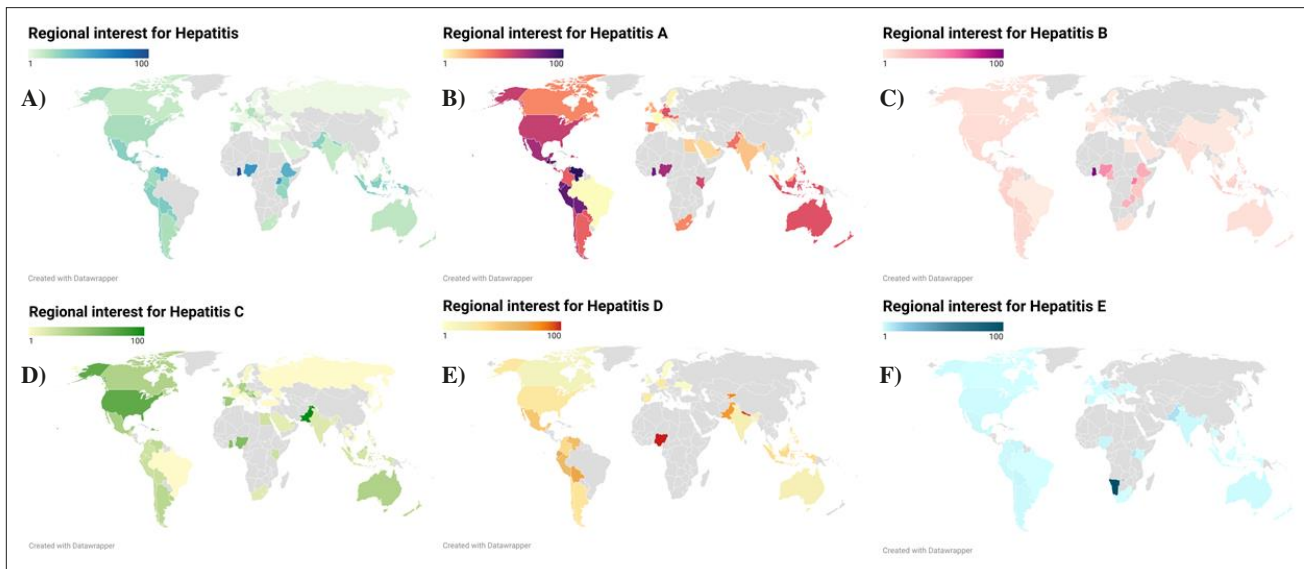 Regional interest for Hepatitis
1 100
A)
Created with Datawrapper
Regional interest for Hepatitis A
1 100
B)
Created with Datawrapper
Regional interest for Hepatitis B
1 100
C)
Created with Datawrapper
Regional interest for Hepatitis C
1 100
D)
Created with Datawrapper
Regional interest for Hepatitis D
1 100
E)
Created with Datawrapper
Regional interest for Hepatitis E
1 100
F)
Created with Datawrapper